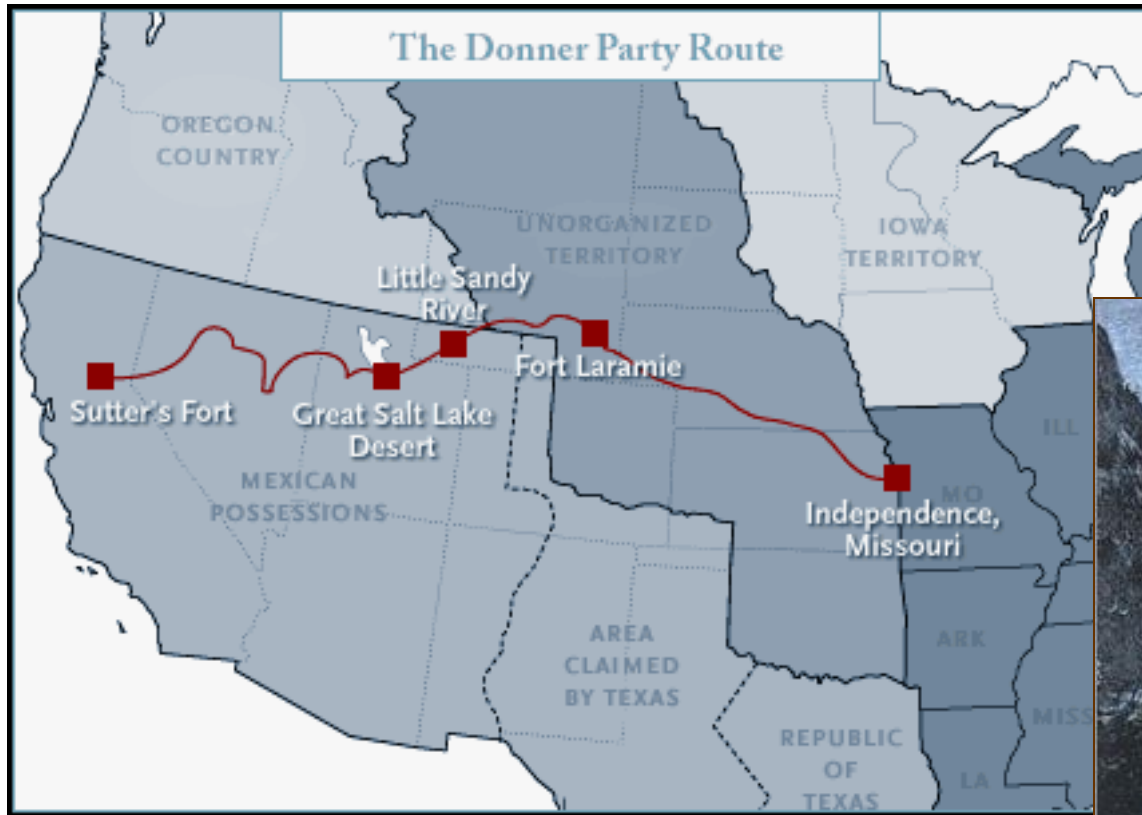 The Donner Party Route
OREGON
COUNTRY
UNORGANIZED
TERRITORY
IOWA
TERRITORY
Little Sandy
River
Fort Laramie
Sutter's Fort
Great Salt Lake
Desert
MEXICAN
POSSESSIONS
ILL
MO
Independence,
Missouri
AREA
CLAIMED
BY TEXAS
ARK
MISS
REPUBLIC
OF
TEXAS
LA